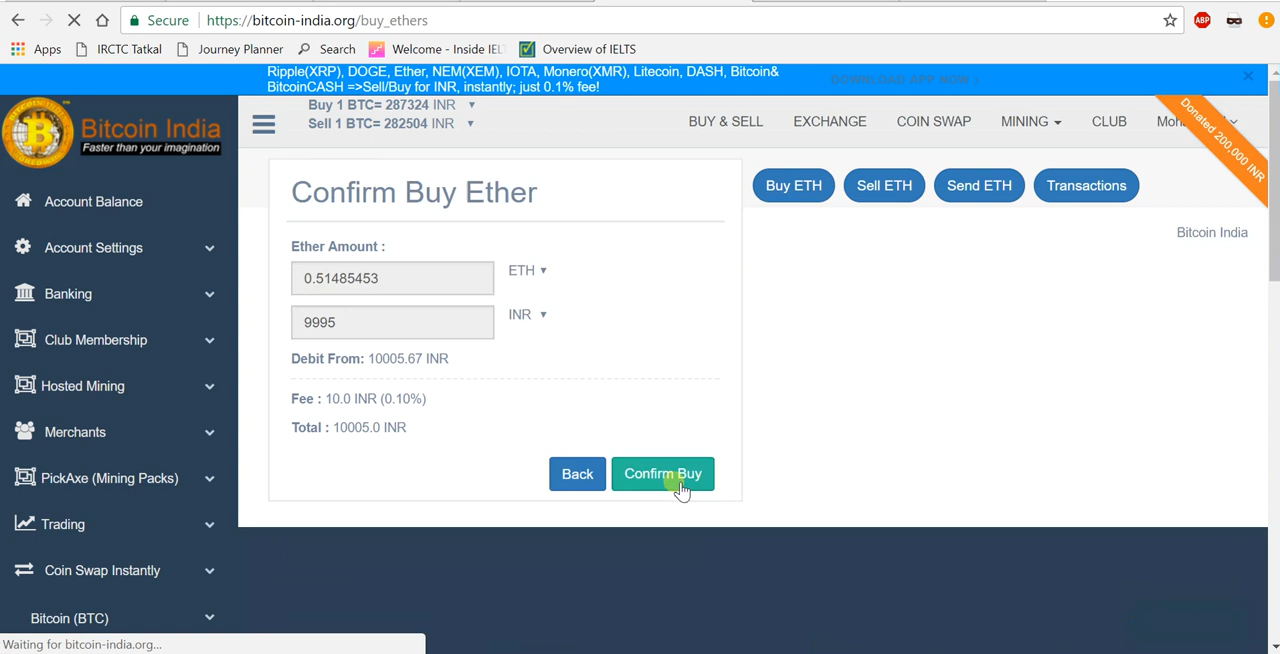 Secure https://bitcoin-india.org/buy_ethers
ABP
Apps IRCTC Tatkal Journey Planner Search Welcome - Inside IEL Overview of IELTS
Ripple(XRP), DOGE, Ether, NEM(XEM), IOTA, Monero(XMR), Litecoin, DASH, Bitcoin&
BitcoinCASH =>Sell/Buy for INR, instantly; just 0.1% fee!
DOWNLOAD APP NOW
Bitcoin India
Faster than your imagination
Buy 1 BTC= 287324 INR
Sell 1 BTC= 282504 INR
BUY & SELL EXCHANGE COIN SWAP MINING CLUB
Donated 200,000 INR
Account Balance
Account Settings
Banking
Club Membership
Hosted Mining
Merchants
PickAxe (Mining Packs)
Trading
Coin Swap Instantly
Bitcoin (BTC)
Confirm Buy Ether
Ether Amount :
0.51485453 ETH
9995 INR
Debit From: 10005.67 INR
Fee : 10.0 INR (0.10%)
Total : 10005.0 INR
Back Confirm Buy
Buy ETH Sell ETH Send ETH Transactions
Bitcoin India
Waiting for bitcoin-india.org...